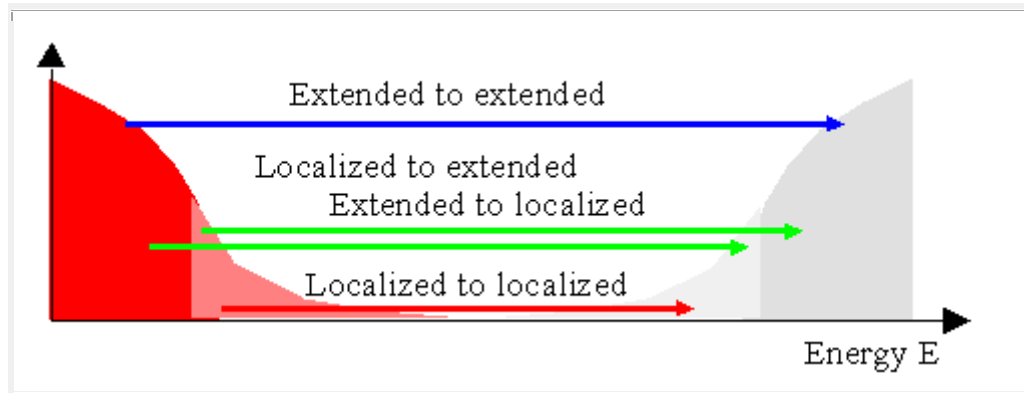 Extended to extended
Localized to extended
Extended to localized
Localized to localized
Energy E